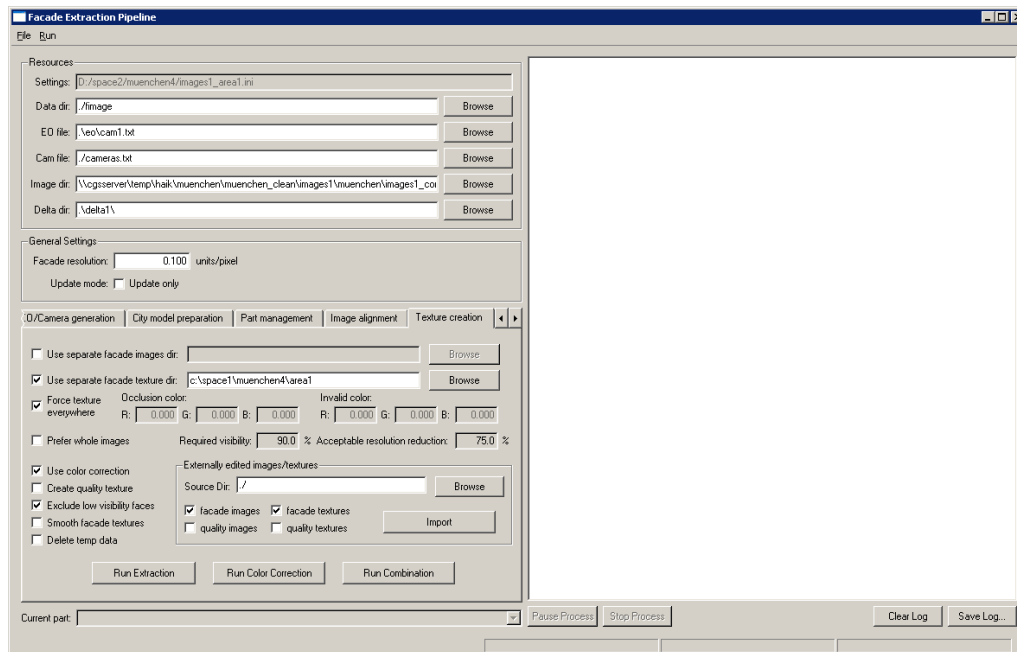 Facade Extraction Pipeline
File Run
Resources
Settings: D:/space2/muenchen4/images1_area1.ini
Data dir: ./fimage Browse
EO file: .\eo\cam1.txt Browse
Cam file: ./cameras.txt Browse
Image dir: \\cgsserver\temp\haik\muenchen\muenchen_clean\images1\muenchen\images1_cor Browse
Delta dir: .\delta1\ Browse
General Settings
Facade resolution: 0.100 units/pixel
Update mode: Update only
O/Camera generation City model preparation Part management Image alignment Texture creation
Use separate facade images dir: Browse
Use separate facade texture dir: c:\space1\muenchen4\area1 Browse
Force texture everywhere Occlusion color: Invalid color:
R: 0.000 G: 0.000 B: 0.000 R: 0.000 G: 0.000 B: 0.000
Prefer whole images Required visibility: 90.0 % Acceptable resolution reduction: 75.0 %
Use color correction Externally edited images/textures
Create quality texture Source Dir: ./ Browse
Exclude low visibility faces facade images facade textures
Smooth facade textures quality images quality textures Import
Delete temp data
Run Extraction Run Color Correction Run Combination
Current part: Pause Process Stop Process Clear Log Save Log...